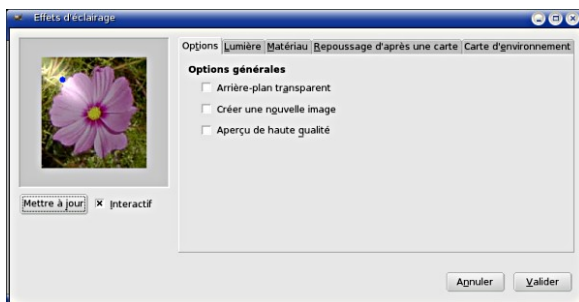 Effets d'éclairage
Options Lumière Matériau Repoussage d'après une carte Carte d'environnement
Options générales
Arrière-plan transparent
Créer une nouvelle image
Aperçu de haute qualité
Mettre à jour Interactif
Annuler Valider